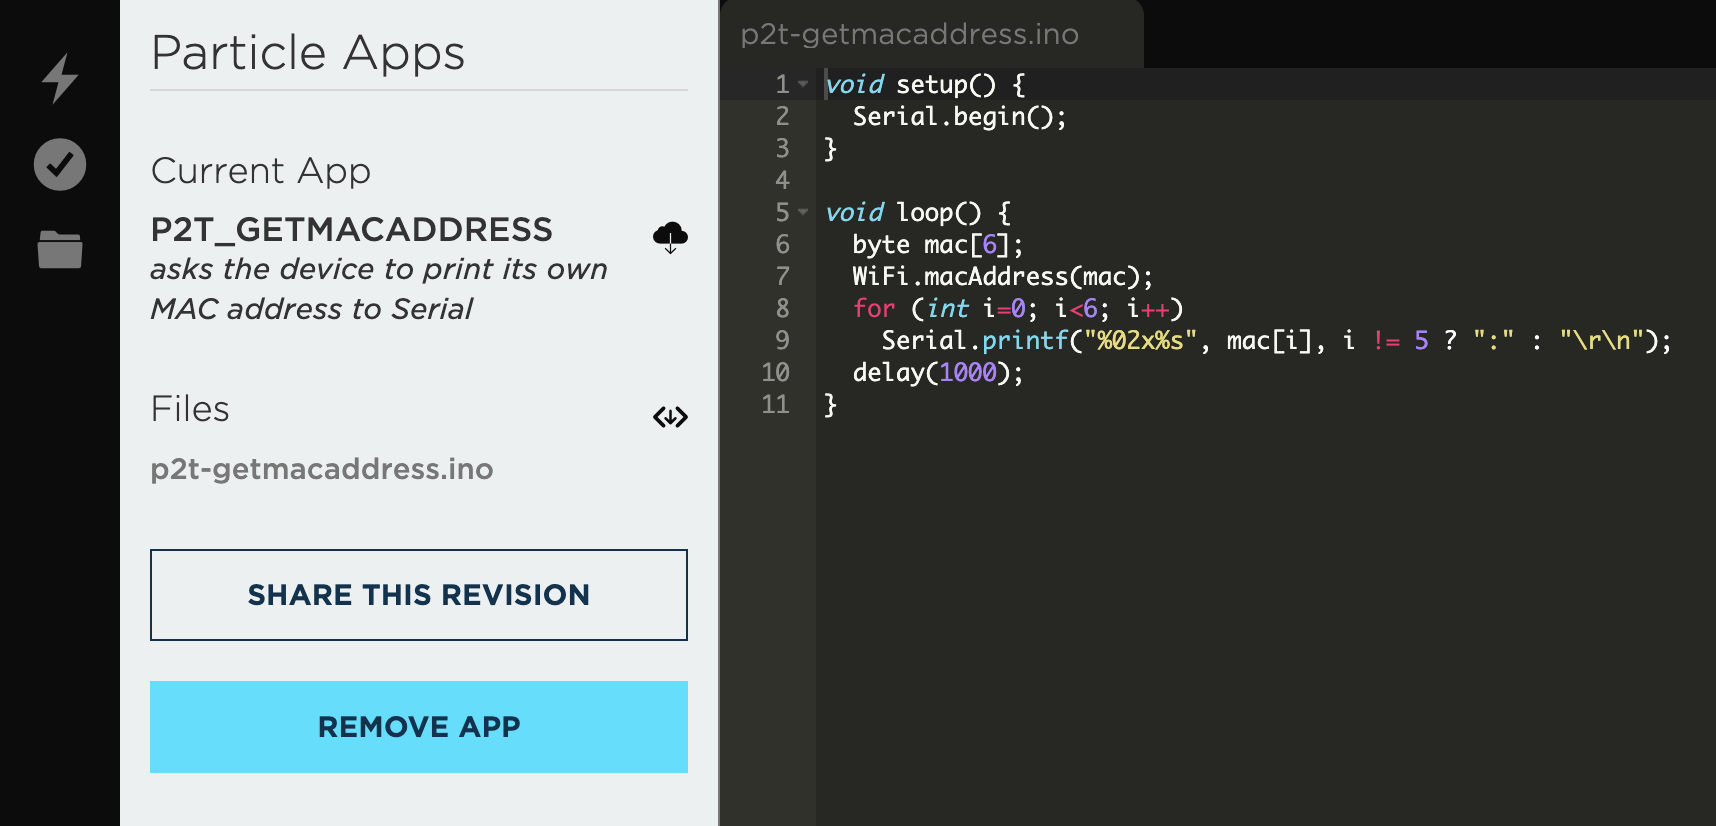 Particle Apps
Current App
P2T_GETMACADDRESS
asks the device to print its own
MAC address to Serial
Files
p2t-getmacaddress.ino
SHARE THIS REVISION
REMOVE APP
p2t-getmacaddress.ino
1 void setup() {
2   Serial.begin();
3 }
4
5 void loop() {
6   byte mac[6];
7   WiFi.macAddress(mac);
8   for (int i=0; i<6; i++)
9     Serial.printf("%02x%s", mac[i], i != 5 ? ":" : "\r\n");
10   delay(1000);
11 }